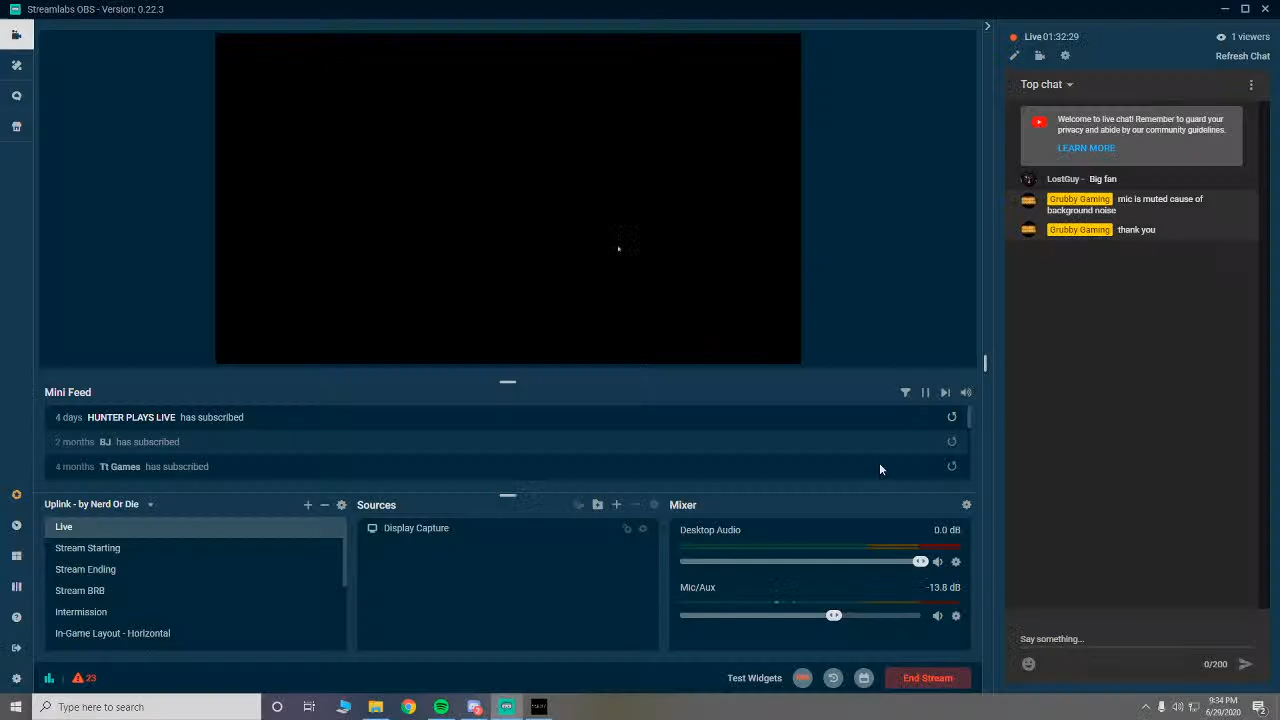 Streamlabs OBS - Version: 0.22.3
Live 01:32:29
1 viewers
Refresh Chat
Top chat
Welcome to live chat! Remember to guard your
privacy and abide by our community guidelines.
LEARN MORE
LostGuy - Big fan
Grubby Gaming mic is muted cause of
background noise
Grubby Gaming thank you
Mini Feed
4 days HUNTER PLAYS LIVE has subscribed
2 months BJ has subscribed
4 months Tt Games has subscribed
Uplink - by Nerd Or Die
Sources
Mixer
Live
Stream Starting
Stream Ending
Stream BRB
Intermission
In-Game Layout - Horizontal
Display Capture
Desktop Audio 0.0 dB
Mic/Aux -13.8 dB
Say something...
0/200
23
Test Widgets
End Stream
Type here to search
9:34 PM
6/29/2020